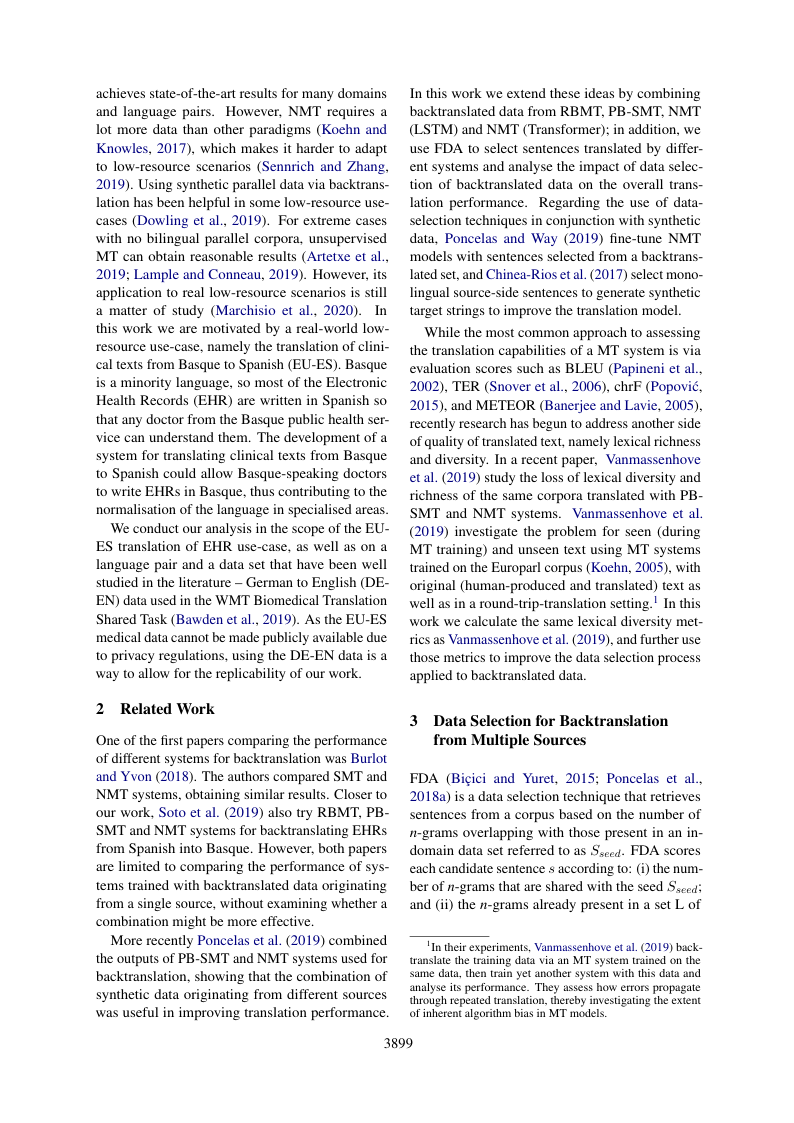 achieves state-of-the-art results for many domains
and language pairs. However, NMT requires a
lot more data than other paradigms (Koehn and
Knowles, 2017), which makes it harder to adapt
to low-resource scenarios (Sennrich and Zhang,
2019). Using synthetic parallel data via backtrans-
lation has been helpful in some low-resource use-
cases (Dowling et al., 2019). For extreme cases
with no bilingual parallel corpora, unsupervised
MT can obtain reasonable results (Artetxe et al.,
2019; Lample and Conneau, 2019). However, its
application to real low-resource scenarios is still
a matter of study (Marchisio et al., 2020). In
this work we are motivated by a real-world low-
resource use-case, namely the translation of clini-
cal texts from Basque to Spanish (EU-ES). Basque
is a minority language, so most of the Electronic
Health Records (EHR) are written in Spanish so
that any doctor from the Basque public health ser-
vice can understand them. The development of a
system for translating clinical texts from Basque
to Spanish could allow Basque-speaking doctors
to write EHRs in Basque, thus contributing to the
normalisation of the language in specialised areas.
We conduct our analysis in the scope of the EU-
ES translation of EHR use-case, as well as on a
language pair and a data set that have been well
studied in the literature – German to English (DE-
EN) data used in the WMT Biomedical Translation
Shared Task (Bawden et al., 2019). As the EU-ES
medical data cannot be made publicly available due
to privacy regulations, using the DE-EN data is a
way to allow for the replicability of our work.
2 Related Work
One of the first papers comparing the performance
of different systems for backtranslation was Burlot
and Yvon (2018). The authors compared SMT and
NMT systems, obtaining similar results. Closer to
our work, Soto et al. (2019) also try RBMT, PB-
SMT and NMT systems for backtranslating EHRs
from Spanish into Basque. However, both papers
are limited to comparing the performance of sys-
tems trained with backtranslated data originating
from a single source, without examining whether a
combination might be more effective.
More recently Poncelas et al. (2019) combined
the outputs of PB-SMT and NMT systems used for
backtranslation, showing that the combination of
synthetic data originating from different sources
was useful in improving translation performance.
In this work we extend these ideas by combining
backtranslated data from RBMT, PB-SMT, NMT
(LSTM) and NMT (Transformer); in addition, we
use FDA to select sentences translated by differ-
ent systems and analyse the impact of data selec-
tion of backtranslated data on the overall trans-
lation performance. Regarding the use of data-
selection techniques in conjunction with synthetic
data, Poncelas and Way (2019) fine-tune NMT
models with sentences selected from a backtrans-
lated set, and Chinea-Rios et al. (2017) select mono-
lingual source-side sentences to generate synthetic
target strings to improve the translation model.
While the most common approach to assessing
the translation capabilities of a MT system is via
evaluation scores such as BLEU (Papineni et al.,
2002), TER (Snover et al., 2006), chrF (Popović,
2015), and METEOR (Banerjee and Lavie, 2005),
recently research has begun to address another side
of quality of translated text, namely lexical richness
and diversity. In a recent paper, Vanmassenhove
et al. (2019) study the loss of lexical diversity and
richness of the same corpora translated with PB-
SMT and NMT systems. Vanmassenhove et al.
(2019) investigate the problem for seen (during
MT training) and unseen text using MT systems
trained on the Europarl corpus (Koehn, 2005), with
original (human-produced and translated) text as
well as in a round-trip-translation setting.1 In this
work we calculate the same lexical diversity met-
rics as Vanmassenhove et al. (2019), and further use
those metrics to improve the data selection process
applied to backtranslated data.
3 Data Selection for Backtranslation
from Multiple Sources
FDA (Biçici and Yuret, 2015; Poncelas et al.,
2018a) is a data selection technique that retrieves
sentences from a corpus based on the number of
n-grams overlapping with those present in an in-
domain data set referred to as Sseed. FDA scores
each candidate sentence s according to: (i) the num-
ber of n-grams that are shared with the seed Sseed;
and (ii) the n-grams already present in a set L of
1In their experiments, Vanmassenhove et al. (2019) back-
translate the training data via an MT system trained on the
same data, then train yet another system with this data and
analyse its performance. They assess how errors propagate
through repeated translation, thereby investigating the extent
of inherent algorithm bias in MT models.
3899